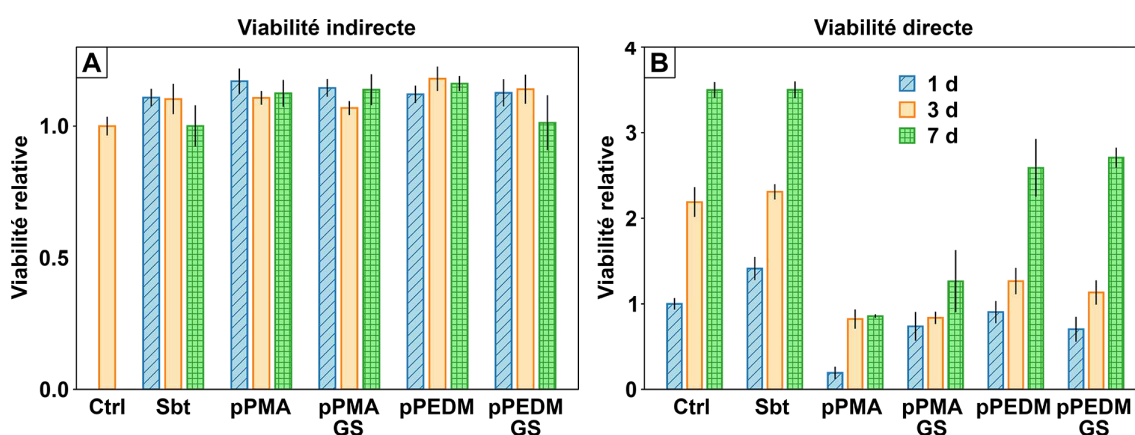 Viabilité indirecte
A
Viabilité relative
1.0
0.5
0.0
Ctrl Sbt pPMA pPMA pPEDM pPEDM
GS GS
Viabilité directe
B
Viabilité relative
4
3
2
1
0
1 d
3 d
7 d
Ctrl Sbt pPMA pPMA pPEDM pPEDM
GS GS